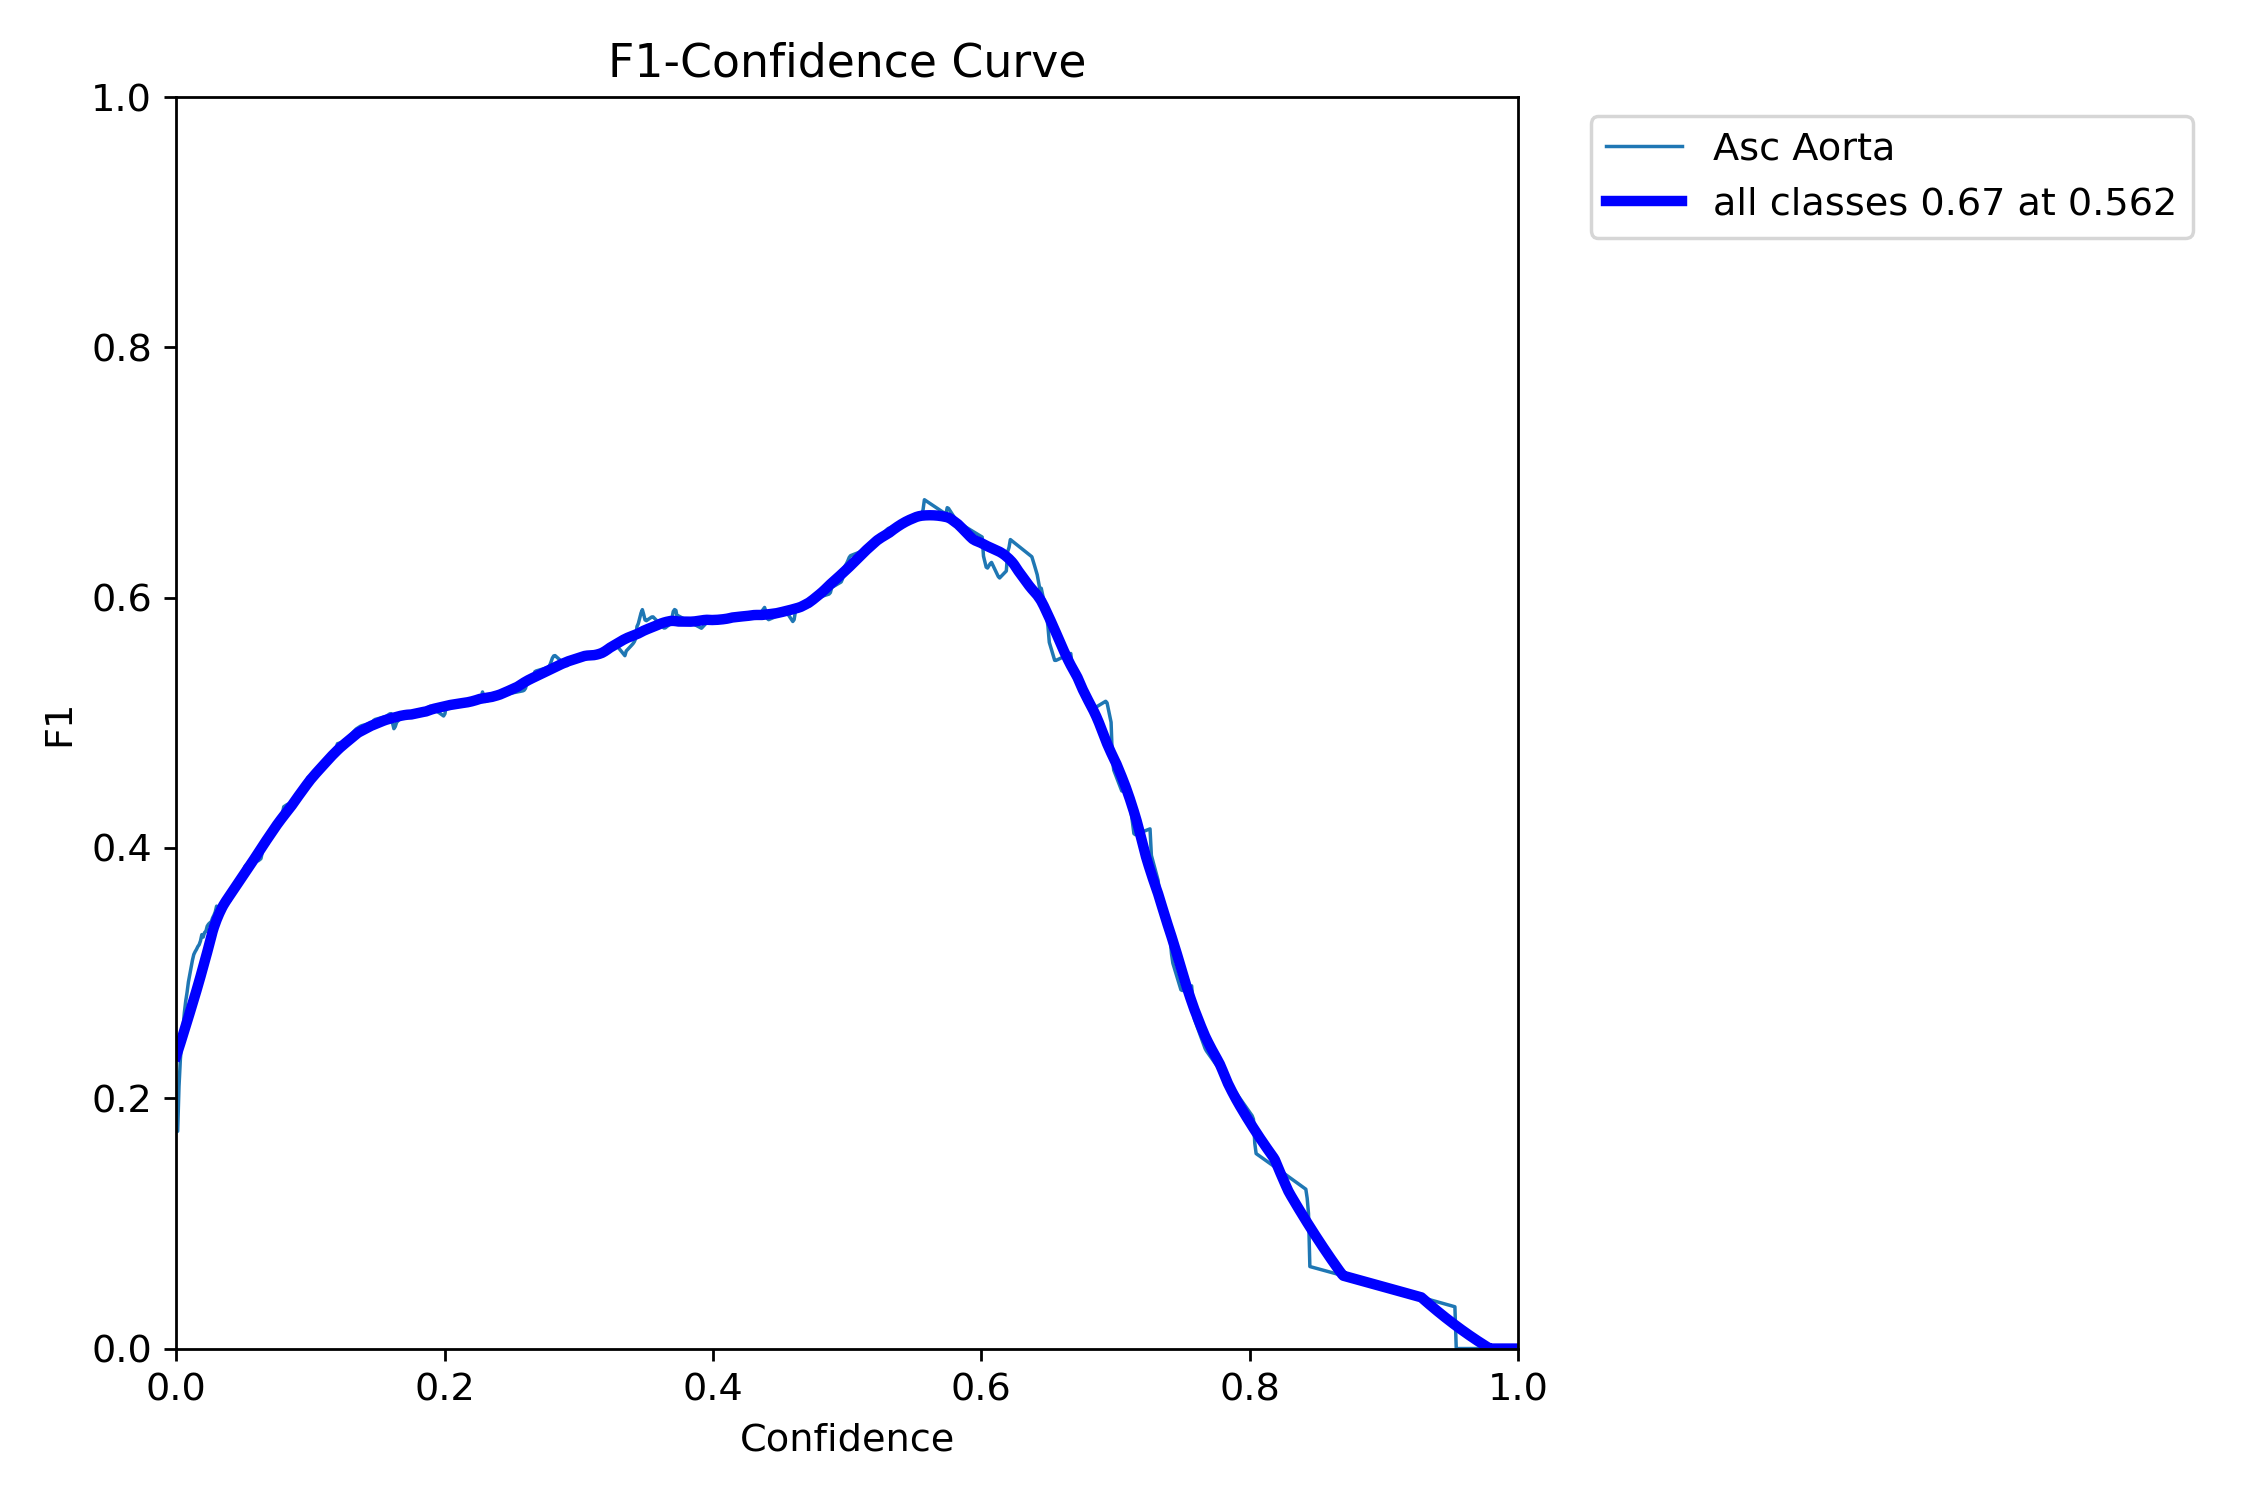 F1-Confidence Curve
1.0
0.8
0.6
0.4
0.2
0.0
F1
0.0 0.2 0.4 0.6 0.8 1.0
Confidence
Asc Aorta
all classes 0.67 at 0.562